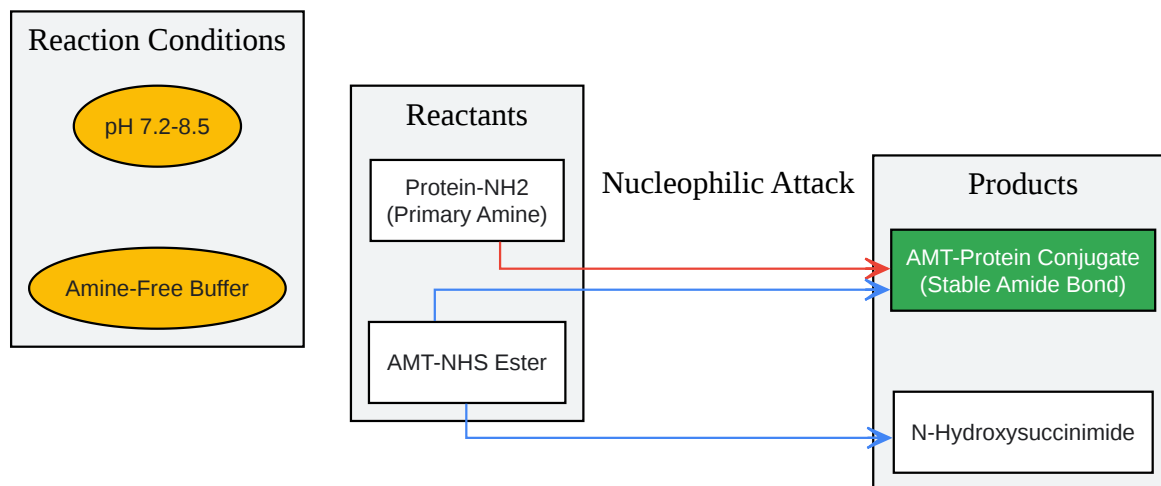 Reaction Conditions
pH 7.2-8.5
Amine-Free Buffer
Reactants
Protein-NH2
(Primary Amine)
AMT-NHS Ester
Nucleophilic Attack
Products
AMT-Protein Conjugate
(Stable Amide Bond)
N-Hydroxysuccinimide